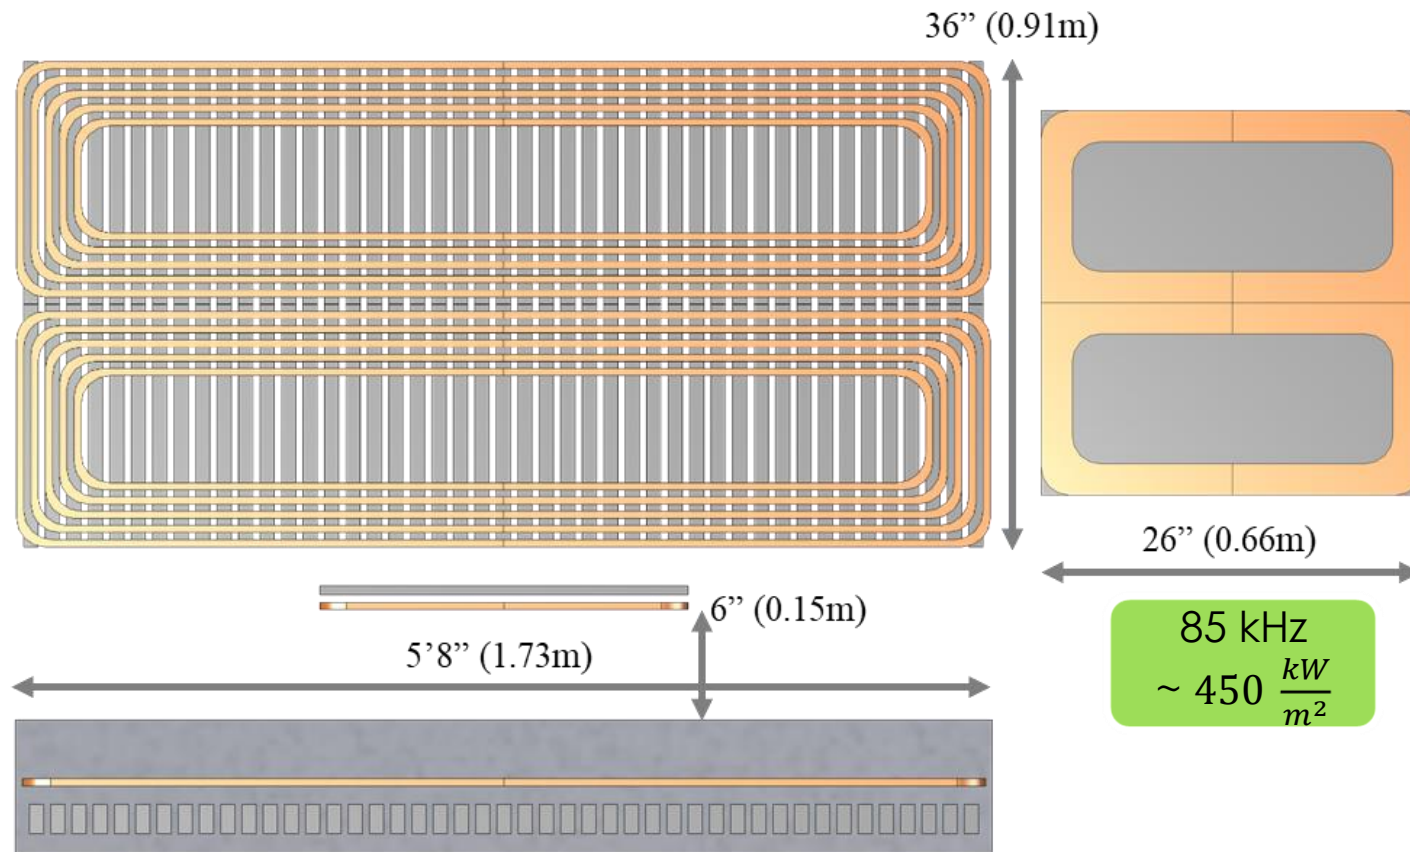 36” (0.91m)
26” (0.66m)
6” (0.15m)
5’8” (1.73m)
85 kHz
~ 450 kW/m²